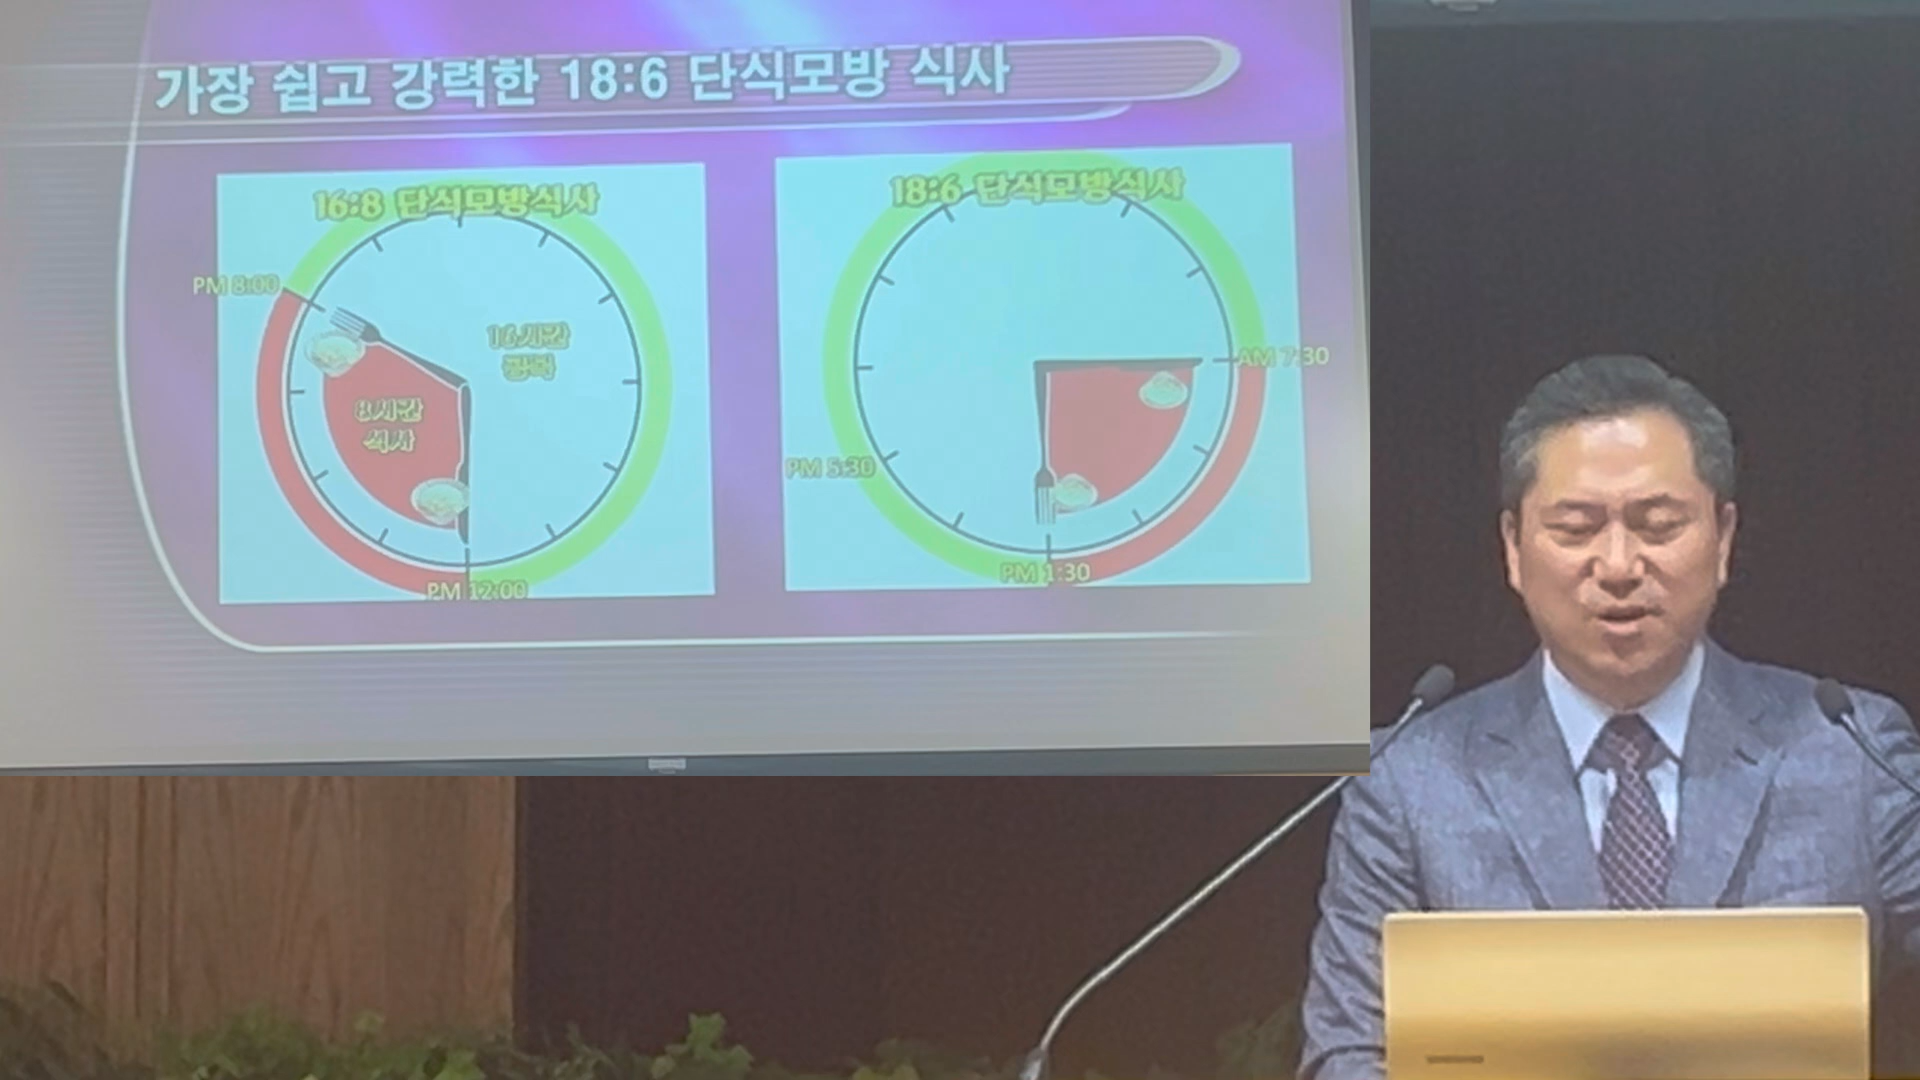 가장 쉽고 강력한 18:6 단식모방 식사
16:8 단식모방식사
PM 8:00
16시간
8시간
식사
PM 12:00
18:6 단식모방식사
AM 7:30
PM 5:30
PM 1:30